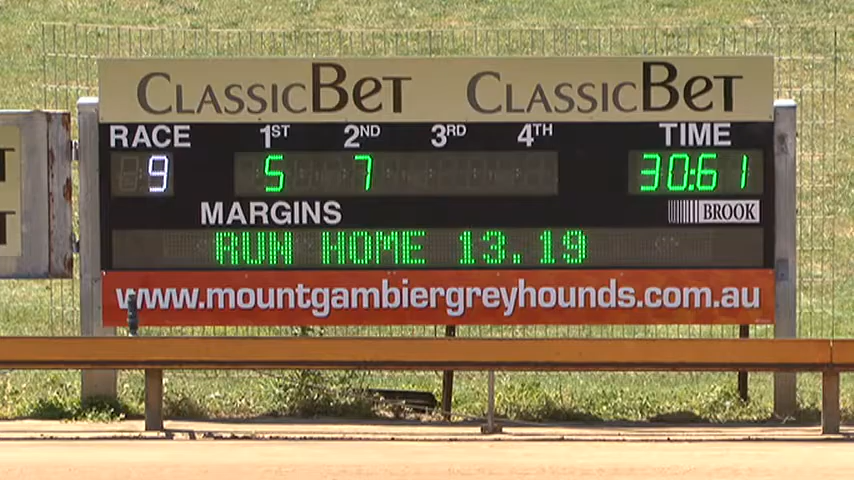 CLASSICBET CLASSICBET
RACE 1ST 2ND 3RD 4TH TIME
9 5 7 30:61
MARGINS BROOK
RUN HOME 13.19
www.mountgambiergreyhounds.com.au